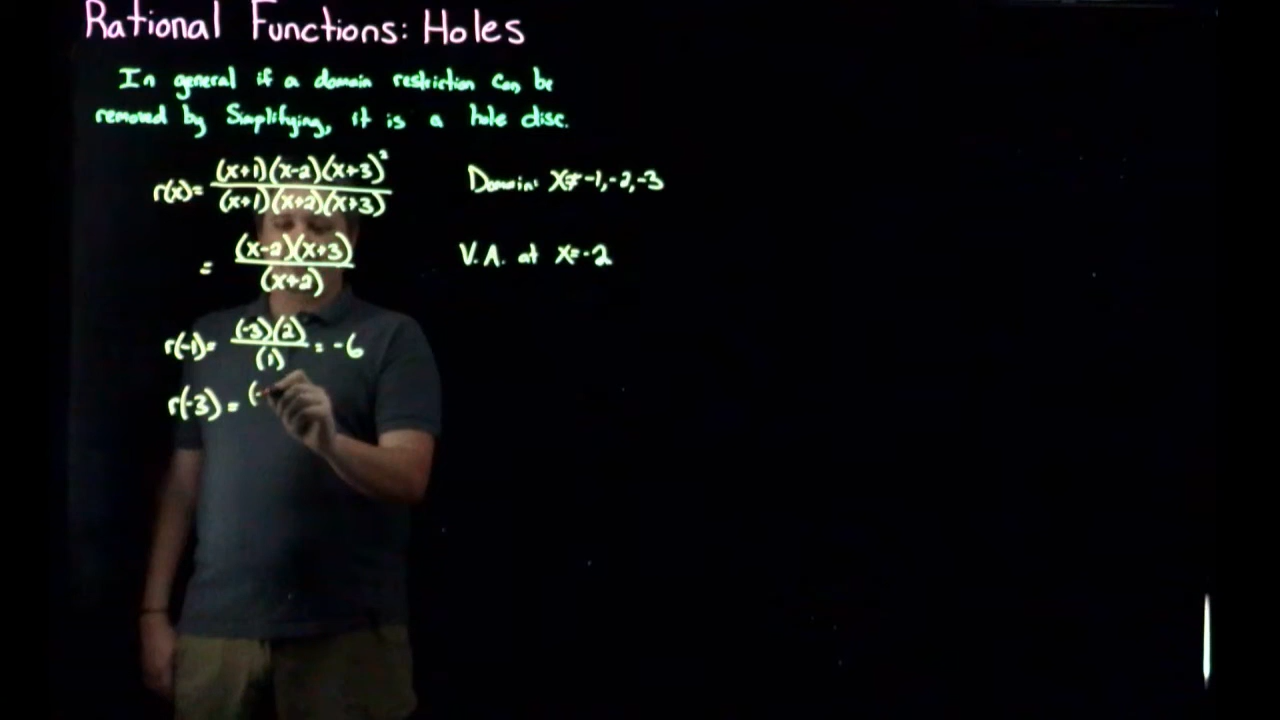 Rational Functions: Holes
In general if a domain restriction can be
removed by Simplifying, it is a hole disc.
r(x)= (x+1)(x-2)(x+3)² / (x+1)(x+2)(x+3) Domain: X≠-1,-2,-3
= (x-2)(x+3) / (x+2) V.A. at X=-2
r(-1)= (-3)(2) / (1) = -6
r(-3) = (-